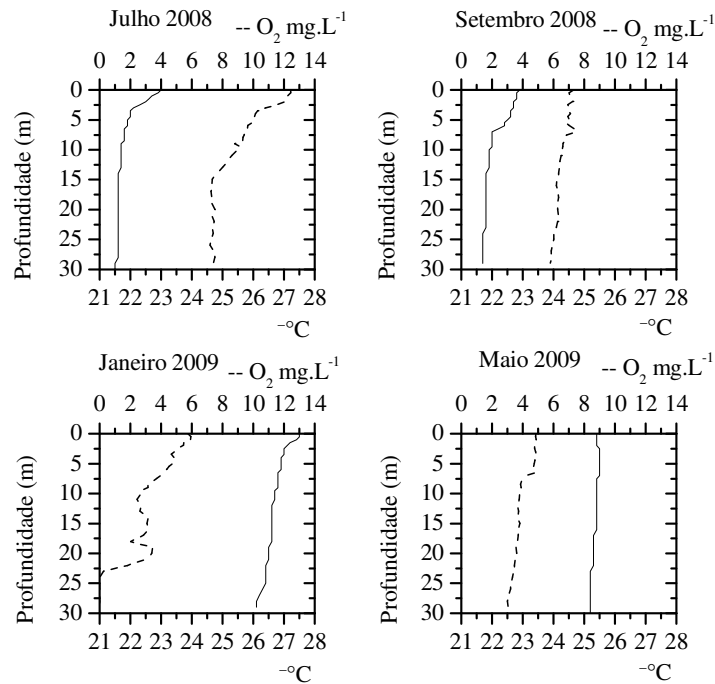 Julho 2008 -- O₂ mg.L⁻¹
0 2 4 6 8 10 12 14
Profundidade (m)
0
5
10
15
20
25
30
21 22 23 24 25 26 27 28
–°C
Setembro 2008 -- O₂ mg.L⁻¹
0 2 4 6 8 10 12 14
Profundidade (m)
0
5
10
15
20
25
30
21 22 23 24 25 26 27 28
–°C
Janeiro 2009 -- O₂ mg.L⁻¹
0 2 4 6 8 10 12 14
Profundidade (m)
0
5
10
15
20
25
30
21 22 23 24 25 26 27 28
–°C
Maio 2009 -- O₂ mg.L⁻¹
0 2 4 6 8 10 12 14
Profundidade (m)
0
5
10
15
20
25
30
21 22 23 24 25 26 27 28
–°C